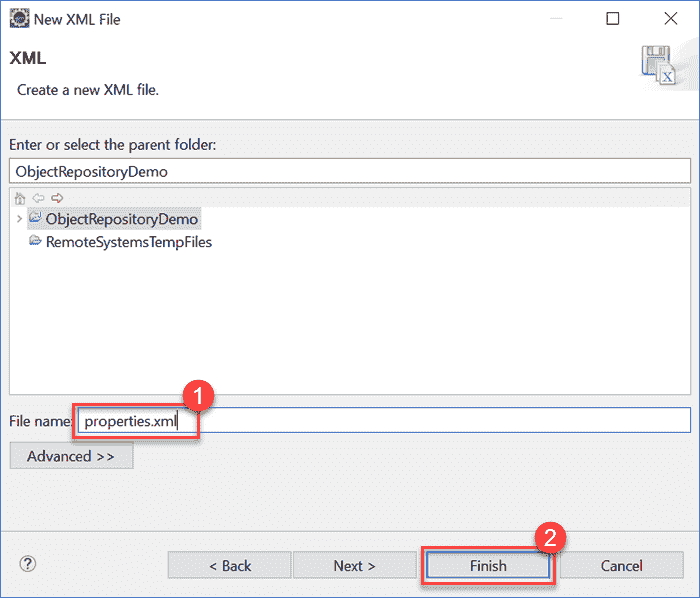 New XML File
XML
Create a new XML file.
X
Enter or select the parent folder:
ObjectRepositoryDemo
ObjectRepositoryDemo
RemoteSystemsTempFiles
1
File name: properties.xml
Advanced >>
2
? < Back Next > Finish Cancel